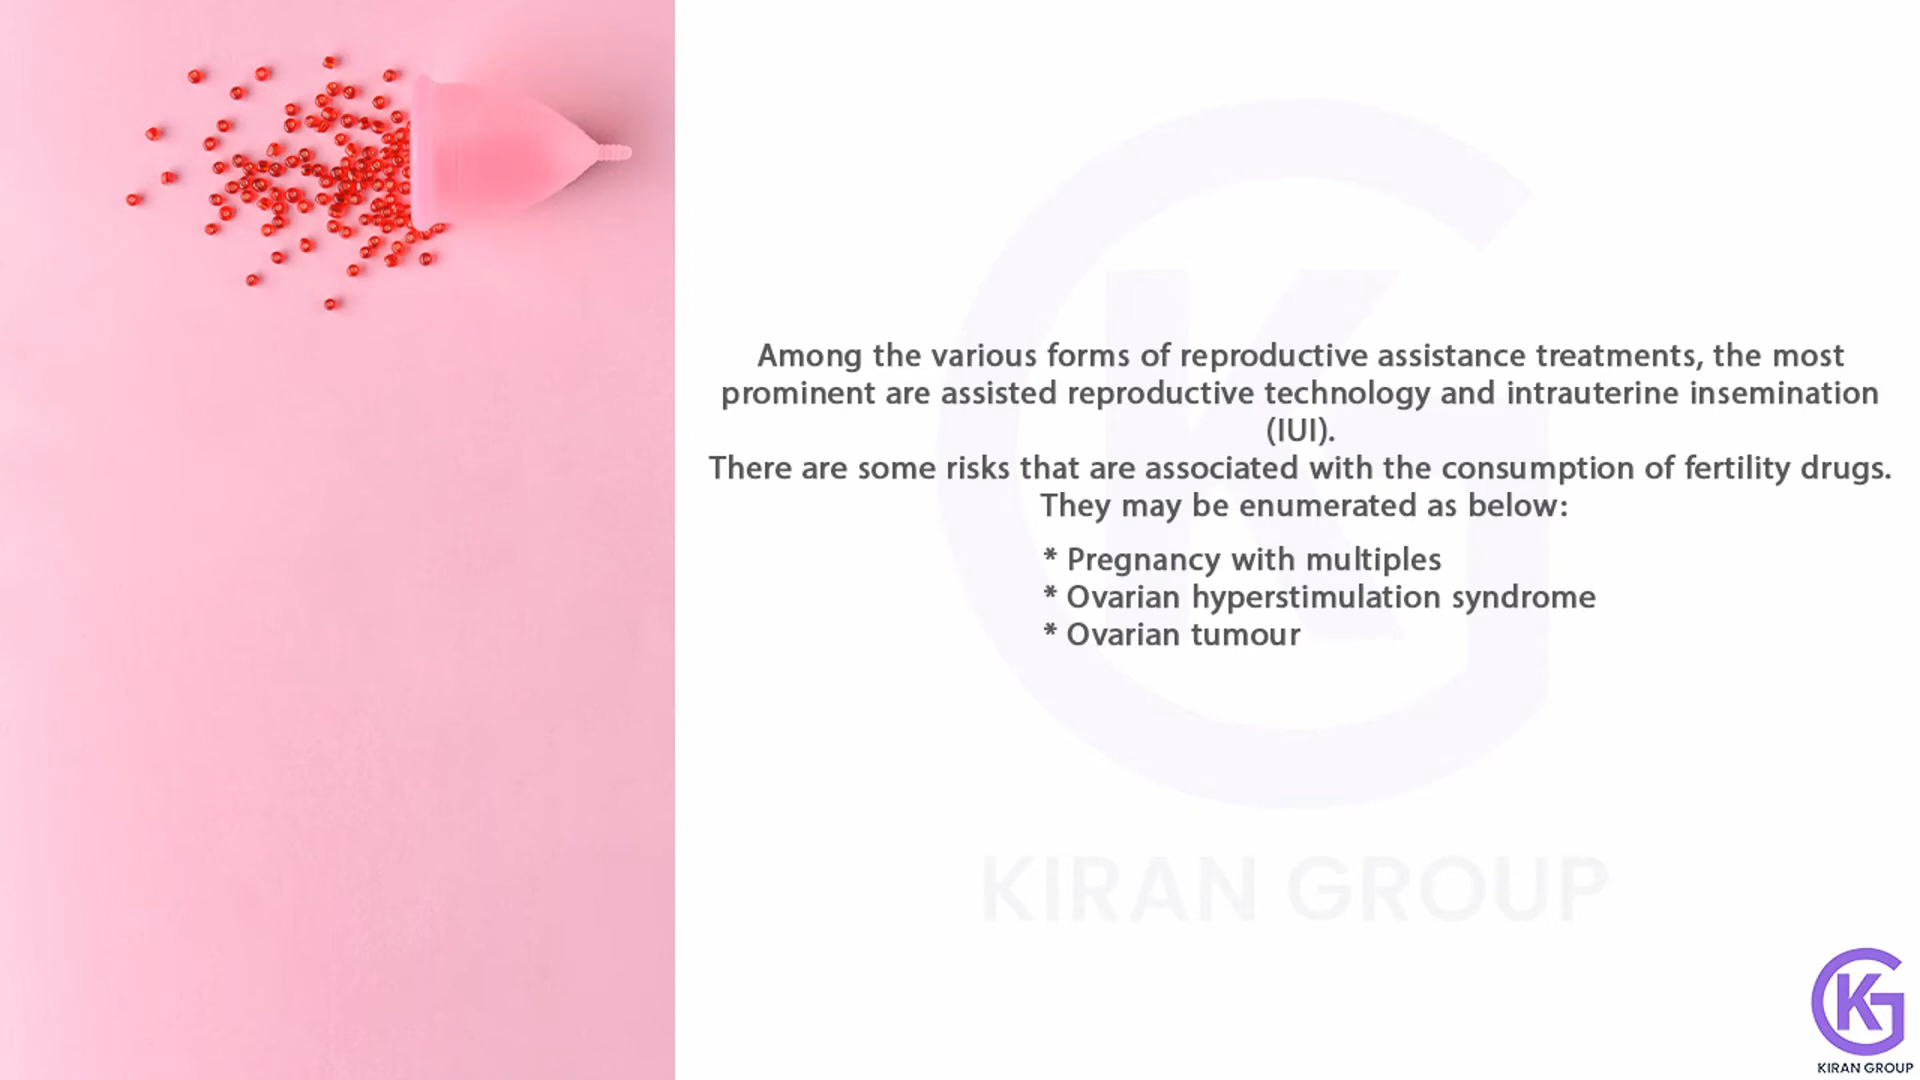 Among the various forms of reproductive assistance treatments, the most
prominent are assisted reproductive technology and intrauterine insemination
(IUI).
There are some risks that are associated with the consumption of fertility drugs.
They may be enumerated as below:
* Pregnancy with multiples
* Ovarian hyperstimulation syndrome
* Ovarian tumour
KIRAN GROUP
KG
KIRAN GROUP